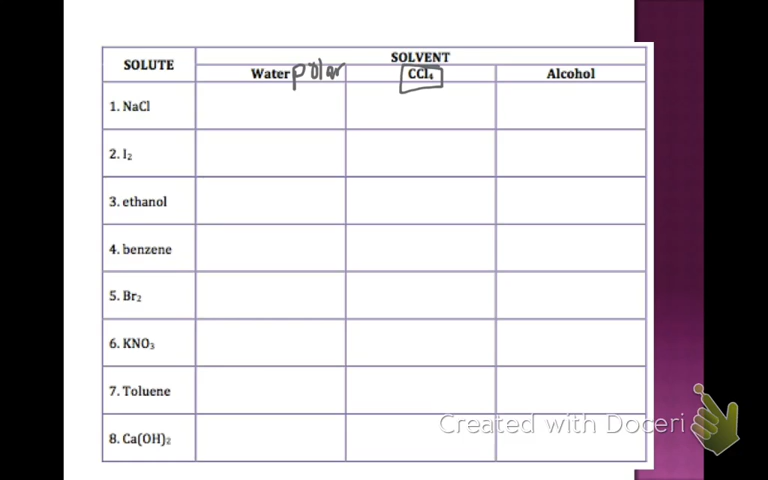 SOLUTE
SOLVENT
Water polar
CCl₄
Alcohol
1. NaCl
2. I₂
3. ethanol
4. benzene
5. Br₂
6. KNO₃
7. Toluene
8. Ca(OH)₂
Created with Doceri